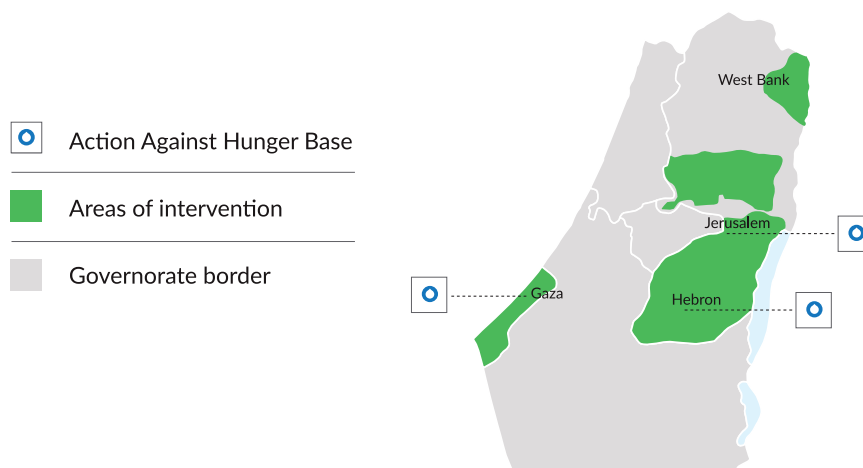 Action Against Hunger Base
Areas of intervention
Governorate border
West Bank
Jerusalem
Gaza
Hebron